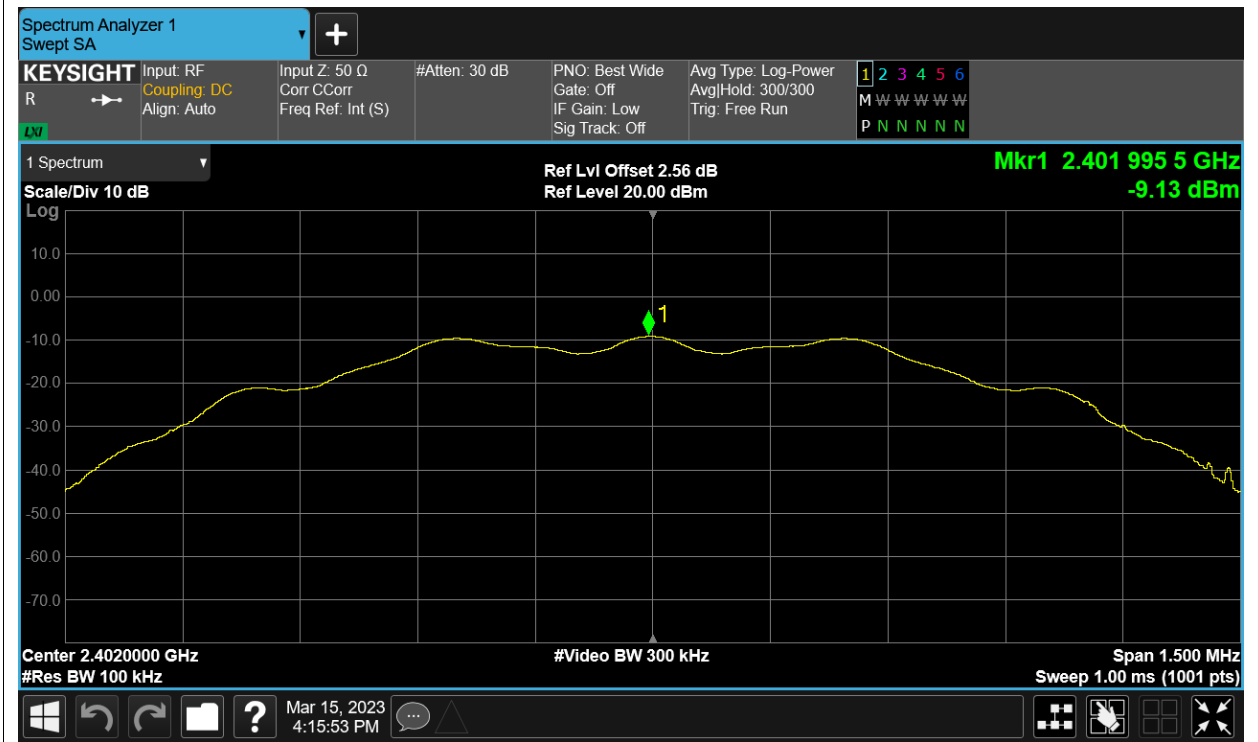 Spectrum Analyzer 1
Swept SA
+
KEYSIGHT
R
LXI
Input: RF
Coupling: DC
Align: Auto
Input Z: 50 Ω
Corr CCorr
Freq Ref: Int (S)
#Atten: 30 dB
PNO: Best Wide
Gate: Off
IF Gain: Low
Sig Track: Off
Avg Type: Log-Power
Avg|Hold: 300/300
Trig: Free Run
1 2 3 4 5 6
M W W W W W
P N N N N N
1 Spectrum
Scale/Div 10 dB
Log
Ref Lvl Offset 2.56 dB
Ref Level 20.00 dBm
Mkr1 2.401 995 5 GHz
-9.13 dBm
10.0
0.00
-10.0
-20.0
-30.0
-40.0
-50.0
-60.0
-70.0
1
Center 2.4020000 GHz
#Res BW 100 kHz
#Video BW 300 kHz
Span 1.500 MHz
Sweep 1.00 ms (1001 pts)
?
Mar 15, 2023
4:15:53 PM